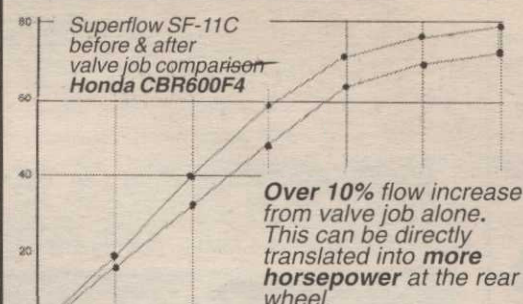 80
Superflow SF-11C
before & after
valve job comparison
Honda CBR600F4
60
40
Over 10% flow increase
from valve job alone.
This can be directly
translated into more
horsepower at the rear
wheel
20